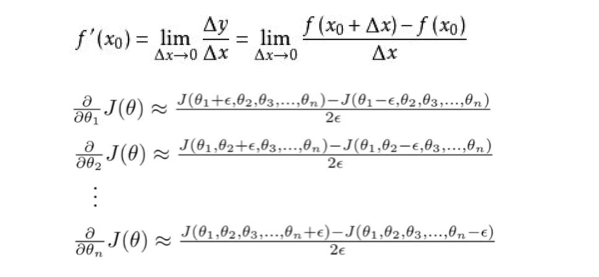 f′(x₀) = lim_{Δx→0} Δy/Δx = lim_{Δx→0} (f(x₀ + Δx) − f(x₀))/Δx
∂/∂θ₁ J(θ) ≈ (J(θ₁+ϵ,θ₂,θ₃,…,θₙ)−J(θ₁−ϵ,θ₂,θ₃,…,θₙ))/2ϵ
∂/∂θ₂ J(θ) ≈ (J(θ₁,θ₂+ϵ,θ₃,…,θₙ)−J(θ₁,θ₂−ϵ,θ₃,…,θₙ))/2ϵ
⋮
∂/∂θₙ J(θ) ≈ (J(θ₁,θ₂,θ₃,…,θₙ+ϵ)−J(θ₁,θ₂,θ₃,…,θₙ−ϵ))/2ϵ